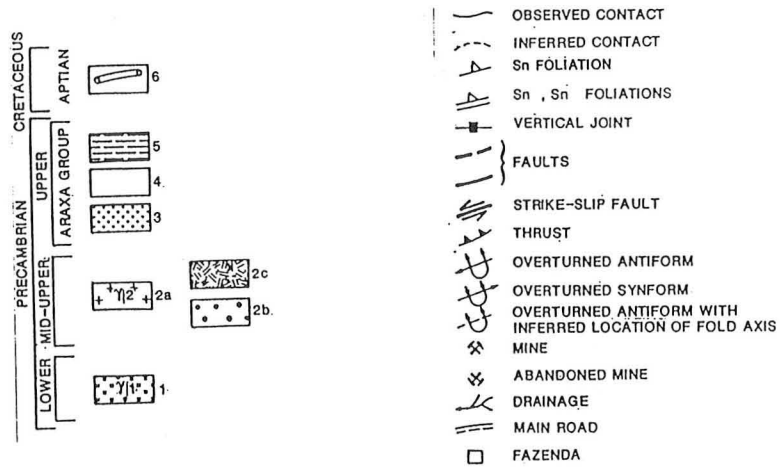 CRETACEOUS
APTIAN
6
PRECAMBRIAN
UPPER
ARAXA GROUP
5
4
3
MID-UPPER
η2
2a
2c
2b
LOWER
γ1
1
OBSERVED CONTACT
INFERRED CONTACT
Sn FOLIATION
Sn , Sn FOLIATIONS
VERTICAL JOINT
FAULTS
STRIKE-SLIP FAULT
THRUST
OVERTURNED ANTIFORM
OVERTURNED SYNFORM
OVERTURNED ANTIFORM WITH
INFERRED LOCATION OF FOLD AXIS
MINE
ABANDONED MINE
DRAINAGE
MAIN ROAD
FAZENDA